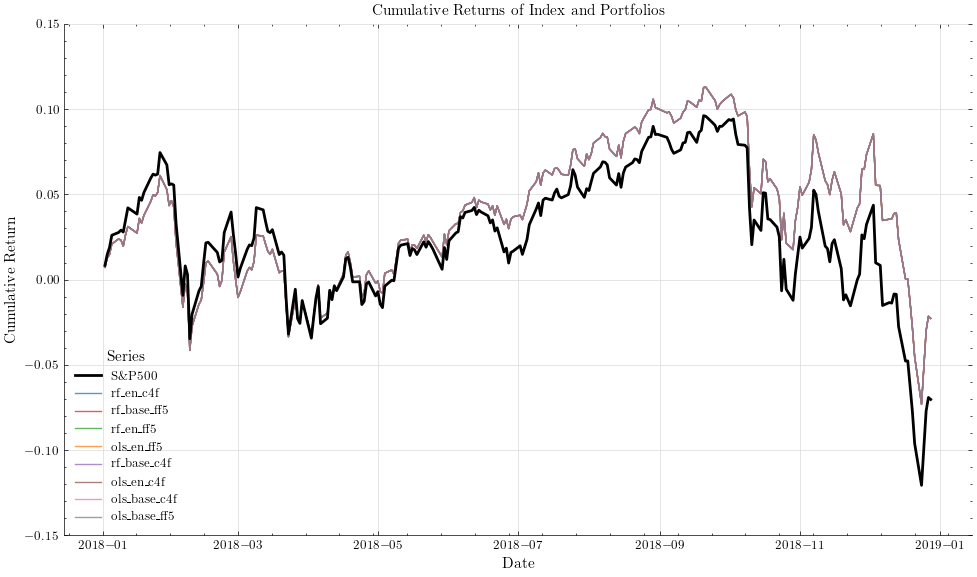 Cumulative Returns of Index and Portfolios
0.15
0.10
0.05
0.00
−0.05
−0.10
−0.15
Cumulative Return
Series
S&P500
rf_en_c4f
rf_base_ff5
rf_en_ff5
ols_en_ff5
rf_base_c4f
ols_en_c4f
ols_base_c4f
ols_base_ff5
2018−01 2018−03 2018−05 2018−07 2018−09 2018−11 2019−01
Date